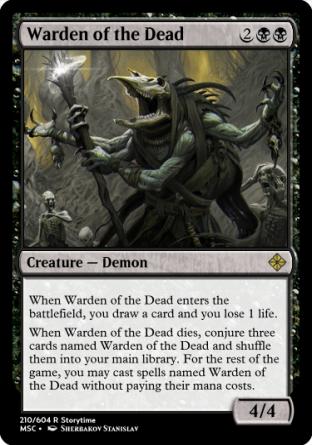 Warden of the Dead 2
Creature — Demon
When Warden of the Dead enters the
battlefield, you draw a card and you lose 1 life.
When Warden of the Dead dies, conjure three
cards named Warden of the Dead and shuffle
them into your main library. For the rest of the
game, you may cast spells named Warden of
the Dead without paying their mana costs.
4/4
210/604 R Storytime
MSC • Sherbakov Stanislav